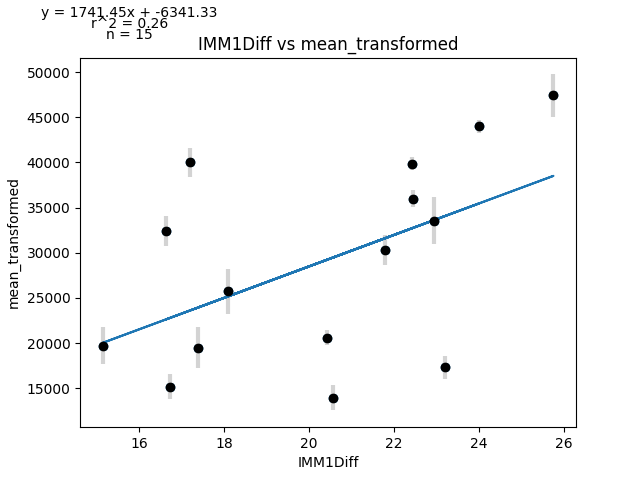 y = 1741.45x + -6341.33
r^2 = 0.26
n = 15
IMM1Diff vs mean_transformed
50000
45000
40000
35000
30000
25000
20000
15000
mean_transformed
16 18 20 22 24 26
IMM1Diff